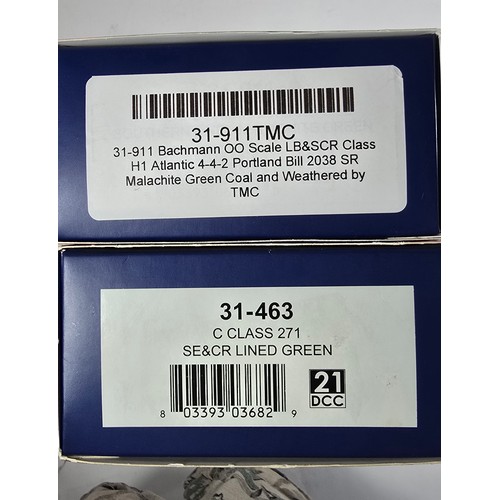 31-911TMC
31-911 Bachmann OO Scale LB&SCR Class
H1 Atlantic 4-4-2 Portland Bill 2038 SR
Malachite Green Coal and Weathered by
TMC
31-463
C CLASS 271
SE&CR LINED GREEN
21
DCC
8 03393 03682 9